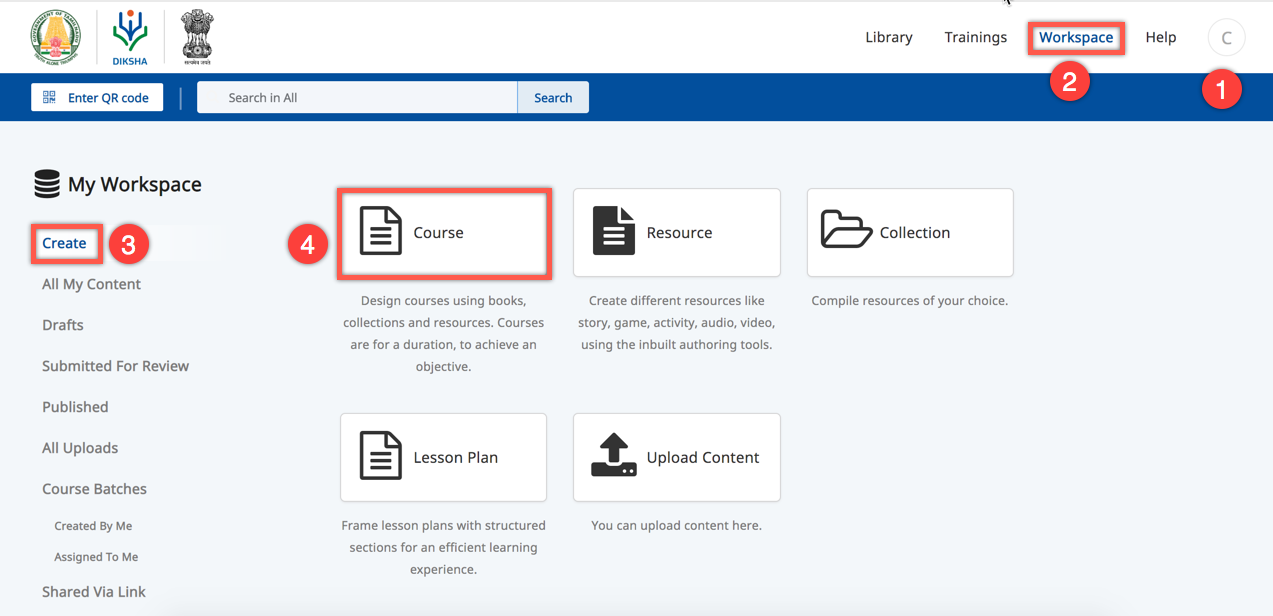 DIKSHA
सत्यमेव जयते
Library
Trainings
Workspace
Help
C
2
1
Enter QR code
Search in All
Search
My Workspace
Create
3
All My Content
Drafts
Submitted For Review
Published
All Uploads
Course Batches
Created By Me
Assigned To Me
Shared Via Link
4
Course
Design courses using books,
collections and resources. Courses
are for a duration, to achieve an
objective.
Resource
Create different resources like
story, game, activity, audio, video,
using the inbuilt authoring tools.
Collection
Compile resources of your choice.
Lesson Plan
Frame lesson plans with structured
sections for an efficient learning
experience.
Upload Content
You can upload content here.